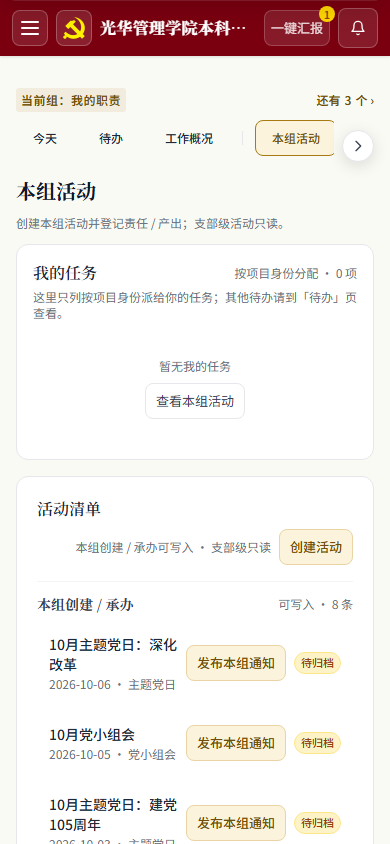 光华管理学院本科…
一键汇报
1
当前组：我的职责
还有 3 个 ›
今天
待办
工作概况
本组活动
本组活动
创建本组活动并登记责任 / 产出；支部级活动只读。
我的任务
按项目身份分配 · 0 项
这里只列按项目身份派给你的任务；其他待办请到「待办」页
查看。
暂无我的任务
查看本组活动
活动清单
本组创建 / 承办可写入 · 支部级只读
创建活动
本组创建 / 承办
可写入 · 8 条
10月主题党日：深化
改革
2026-10-06 · 主题党日
发布本组通知
待归档
10月党小组会
2026-10-05 · 党小组会
发布本组通知
待归档
10月主题党日：建党
105周年
2026-10-03 · 主题党日
发布本组通知
待归档